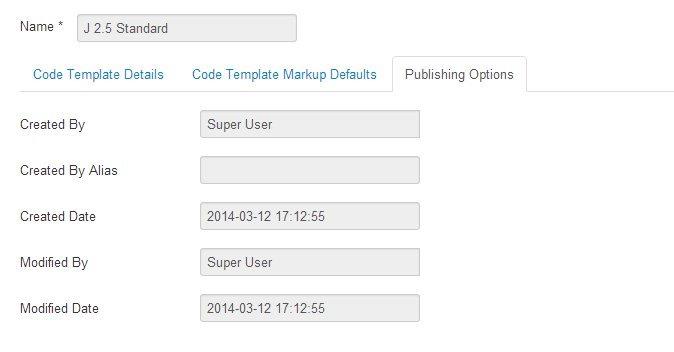 Name * J 2.5 Standard
Code Template Details Code Template Markup Defaults Publishing Options
Created By Super User
Created By Alias
Created Date 2014-03-12 17:12:55
Modified By Super User
Modified Date 2014-03-12 17:12:55